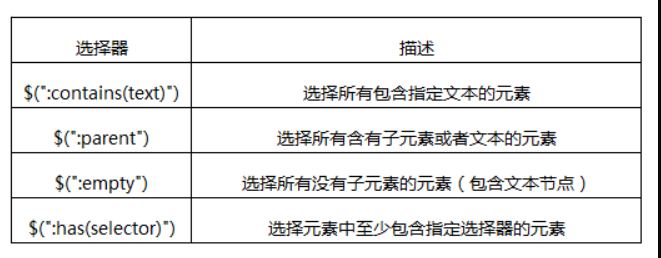 选择器 描述
$(":contains(text)") 选择所有包含指定文本的元素
$(":parent") 选择所有含有子元素或者文本的元素
$(":empty") 选择所有没有子元素的元素（包含文本节点）
$(":has(selector)") 选择元素中至少包含指定选择器的元素